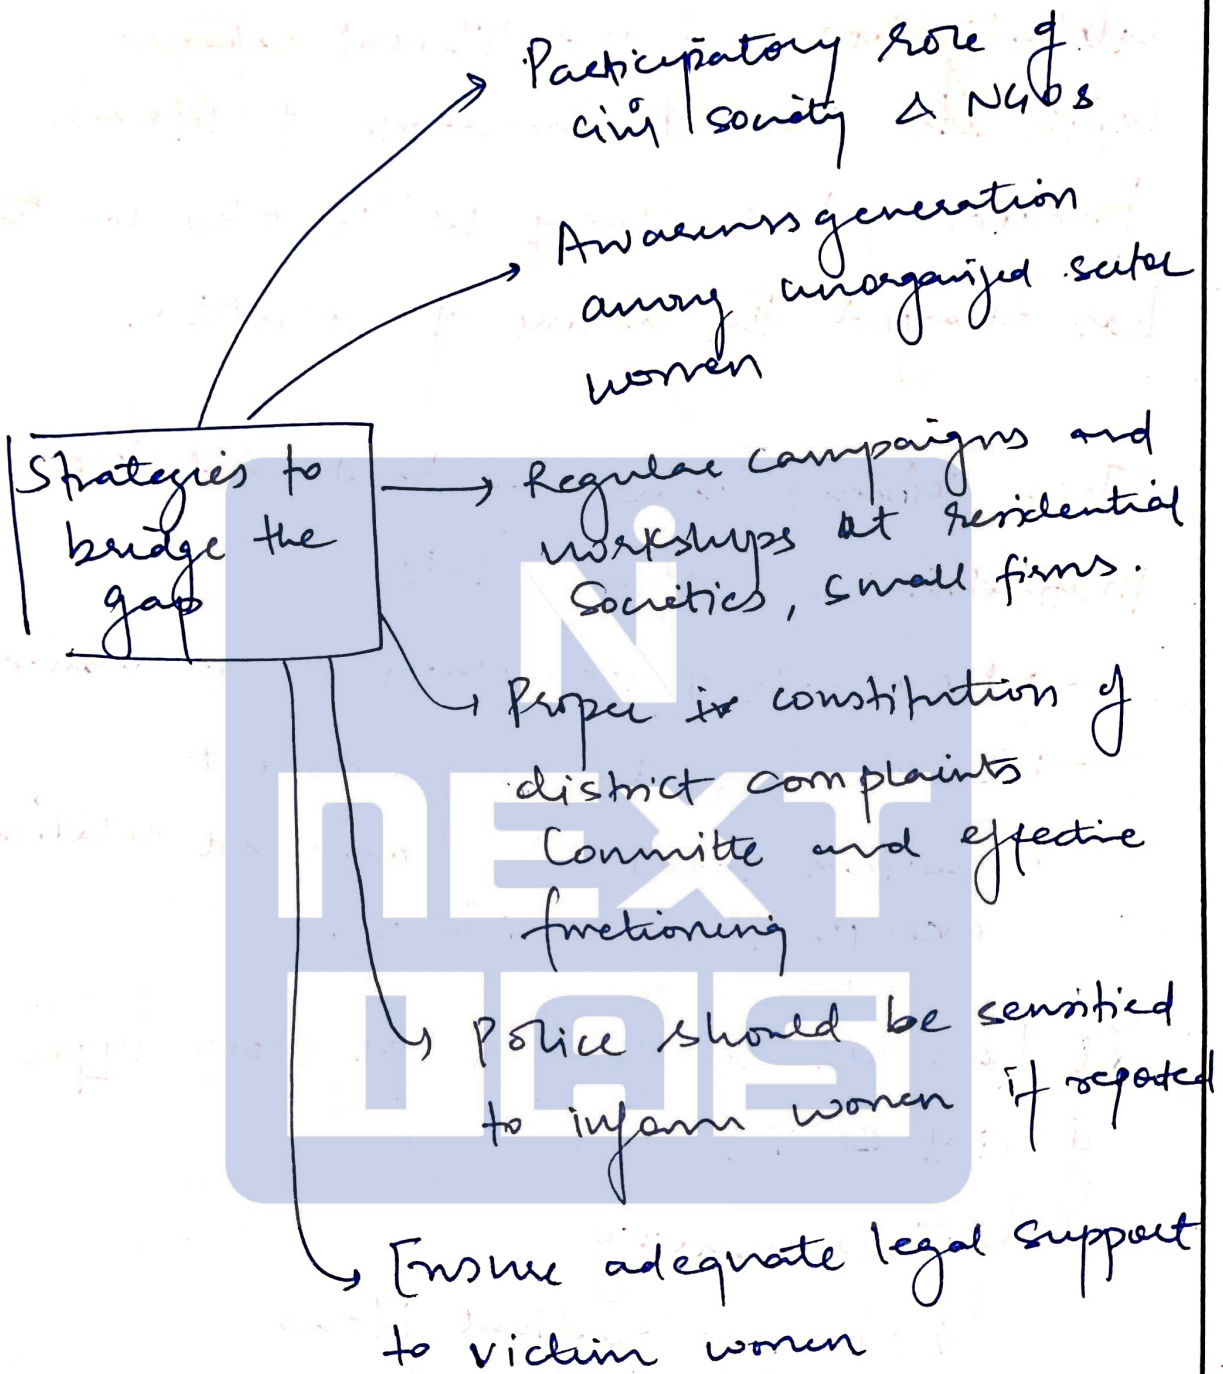 Participatory role of
civil society & NGOs
Awareness generation
among unorganized sector
women
Strategies to
bridge the
gap
Regular campaigns and
workshops at residential
Societies, small firms.
Proper constitution of
district complaints
Committe and effective
functioning
Police should be sensitied
to inform women if reported
Ensure adequate legal support
to victim women
N
NEXT
IAS